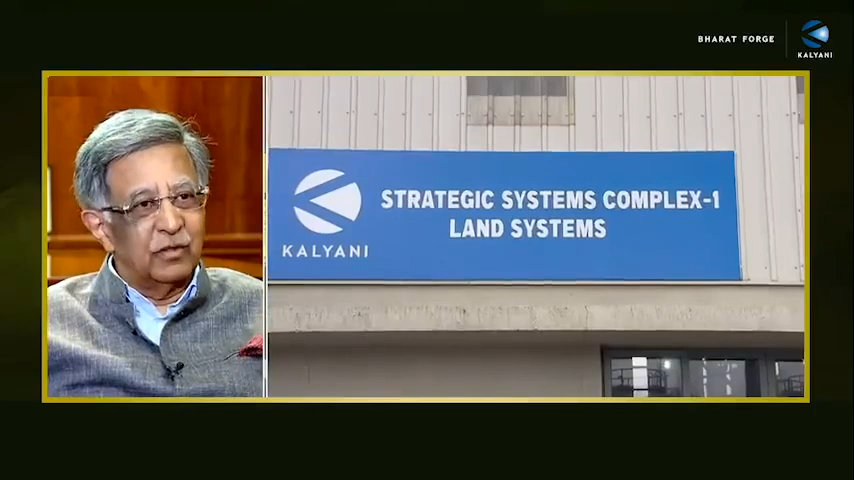 BHARAT FORGE
KALYANI
STRATEGIC SYSTEMS COMPLEX-1
LAND SYSTEMS
KALYANI